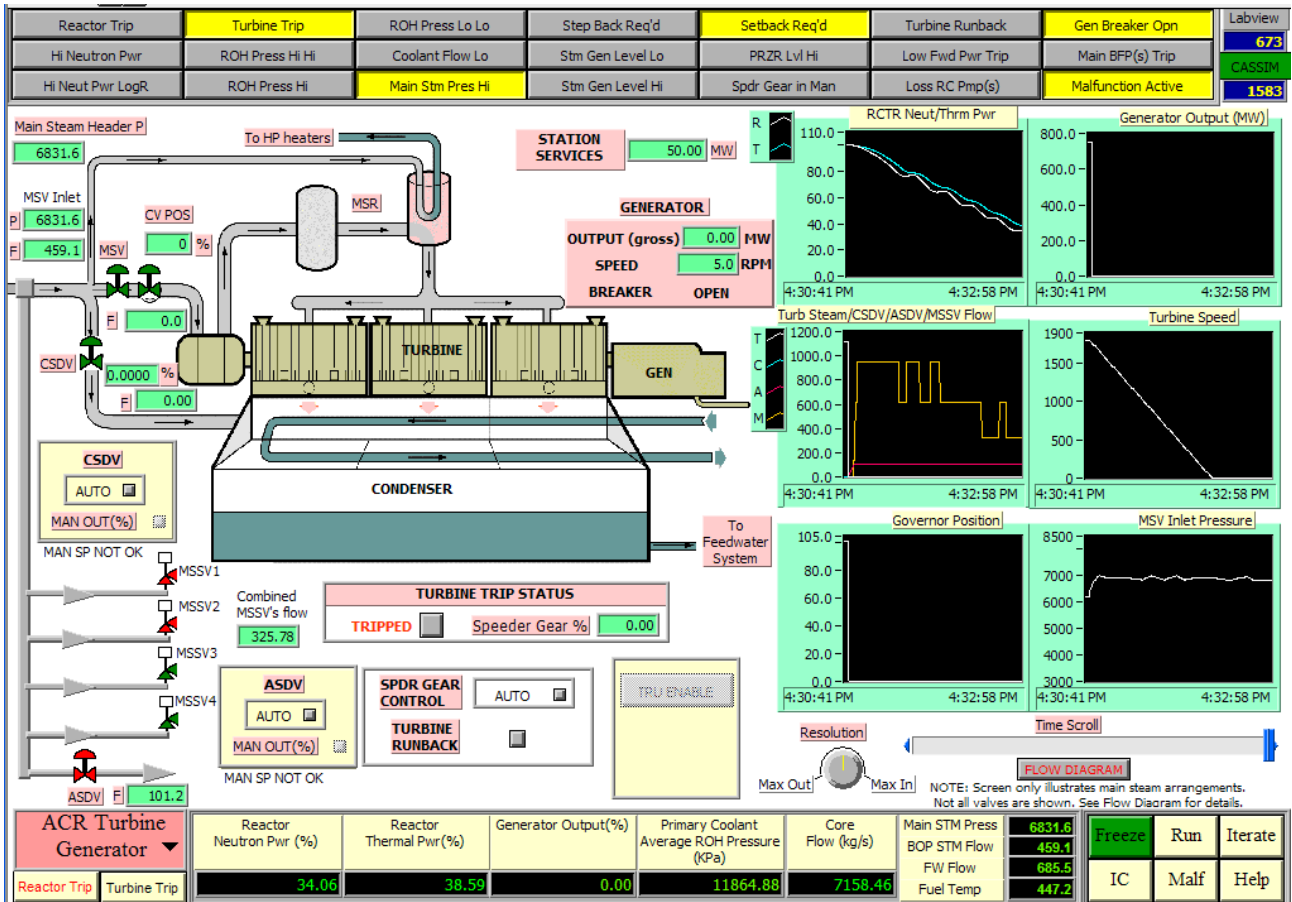 Reactor Trip
Turbine Trip
ROH Press Lo Lo
Step Back Req'd
Setback Req'd
Turbine Runback
Gen Breaker Opn
Labview
673
Hi Neutron Pwr
ROH Press Hi Hi
Coolant Flow Lo
Stm Gen Level Lo
PRZR Lvl Hi
Low Fwd Pwr Trip
Main BFP(s) Trip
CASSIM
Hi Neut Pwr LogR
ROH Press Hi
Main Stm Pres Hi
Stm Gen Level Hi
Spdr Gear in Man
Loss RC Pmp(s)
Malfunction Active
1583
Main Steam Header P
6831.6
To HP heaters
STATION
SERVICES
50.00 MW
MSV Inlet
P 6831.6
F 459.1
CV POS
0 %
MSV
MSR
F 0.0
CSDV
0.0000 %
F 0.00
GENERATOR
OUTPUT (gross) 0.00 MW
SPEED 5.0 RPM
BREAKER OPEN
TURBINE
GEN
CONDENSER
To
Feedwater
System
CSDV
AUTO
MAN OUT(%)
MAN SP NOT OK
MSSV1
MSSV2
MSSV3
MSSV4
Combined
MSSV's flow
325.78
TURBINE TRIP STATUS
TRIPPED
Speeder Gear % 0.00
ASDV
AUTO
MAN OUT(%)
MAN SP NOT OK
SPDR GEAR
CONTROL
AUTO
TURBINE
RUNBACK
TRU ENABLE
ASDV F 101.2
R
T
RCTR Neut/Thrm Pwr
110.0
80.0
60.0
40.0
20.0
0.0
4:30:41 PM 4:32:58 PM
Generator Output (MW)
800.0
600.0
400.0
200.0
0.0
4:30:41 PM 4:32:58 PM
Turb Steam/CSDV/ASDV/MSSV Flow
T
C
A
M
1200.0
1000.0
800.0
600.0
400.0
200.0
0.0
4:30:41 PM 4:32:58 PM
Turbine Speed
1900
1500
1000
500
0
4:30:41 PM 4:32:58 PM
Governor Position
105.0
80.0
60.0
40.0
20.0
0.0
4:30:41 PM 4:32:58 PM
MSV Inlet Pressure
8500
7000
6000
5000
4000
3000
4:30:41 PM 4:32:58 PM
Resolution
Max Out
Max In
Time Scroll
FLOW DIAGRAM
NOTE: Screen only illustrates main steam arrangements.
Not all valves are shown. See Flow Diagram for details.
ACR Turbine
Generator
Reactor Trip
Turbine Trip
Reactor
Neutron Pwr (%)
34.06
Reactor
Thermal Pwr(%)
38.59
Generator Output(%)
0.00
Primary Coolant
Average ROH Pressure
(KPa)
11864.88
Core
Flow (kg/s)
7158.46
Main STM Press 6831.6
BOP STM Flow 459.1
FW Flow 685.5
Fuel Temp 447.2
Freeze
Run
Iterate
IC
Malf
Help